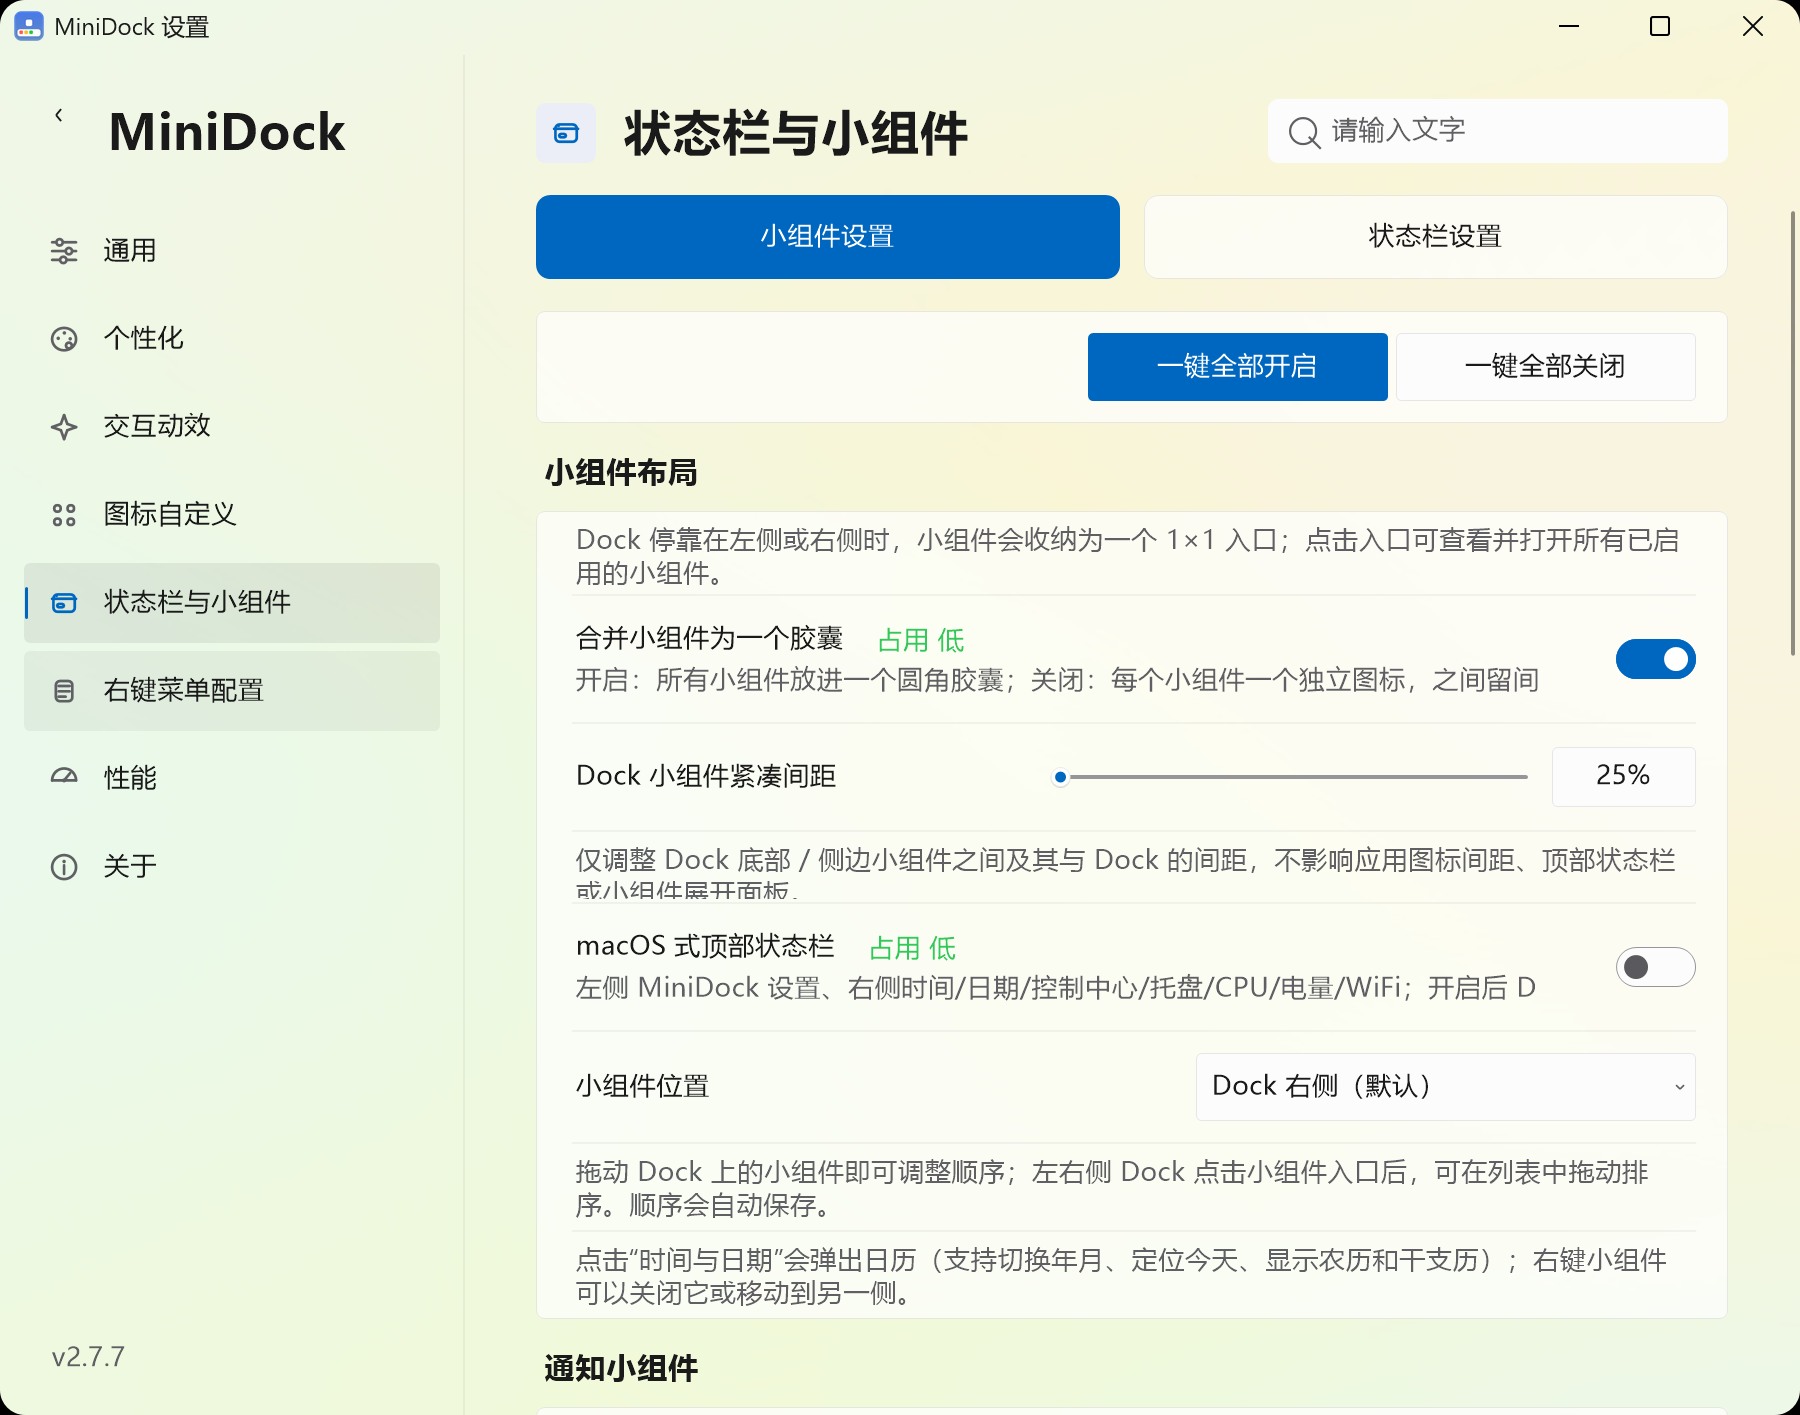 MiniDock 设置
MiniDock
通用
个性化
交互动效
图标自定义
状态栏与小组件
右键菜单配置
性能
关于
v2.7.7
状态栏与小组件
请输入文字
小组件设置
状态栏设置
一键全部开启
一键全部关闭
小组件布局
Dock 停靠在左侧或右侧时，小组件会收纳为一个 1×1 入口；点击入口可查看并打开所有已启
用的小组件。
合并小组件为一个胶囊 占用 低
开启：所有小组件放进一个圆角胶囊；关闭：每个小组件一个独立图标，之间留间
Dock 小组件紧凑间距
25%
仅调整 Dock 底部 / 侧边小组件之间及其与 Dock 的间距，不影响应用图标间距、顶部状态栏
或小组件展开面板。
macOS 式顶部状态栏 占用 低
左侧 MiniDock 设置、右侧时间/日期/控制中心/托盘/CPU/电量/WiFi；开启后 D
小组件位置
Dock 右侧（默认）
拖动 Dock 上的小组件即可调整顺序；左右侧 Dock 点击小组件入口后，可在列表中拖动排
序。顺序会自动保存。
点击“时间与日期”会弹出日历（支持切换年月、定位今天、显示农历和干支历）；右键小组件
可以关闭它或移动到另一侧。
通知小组件